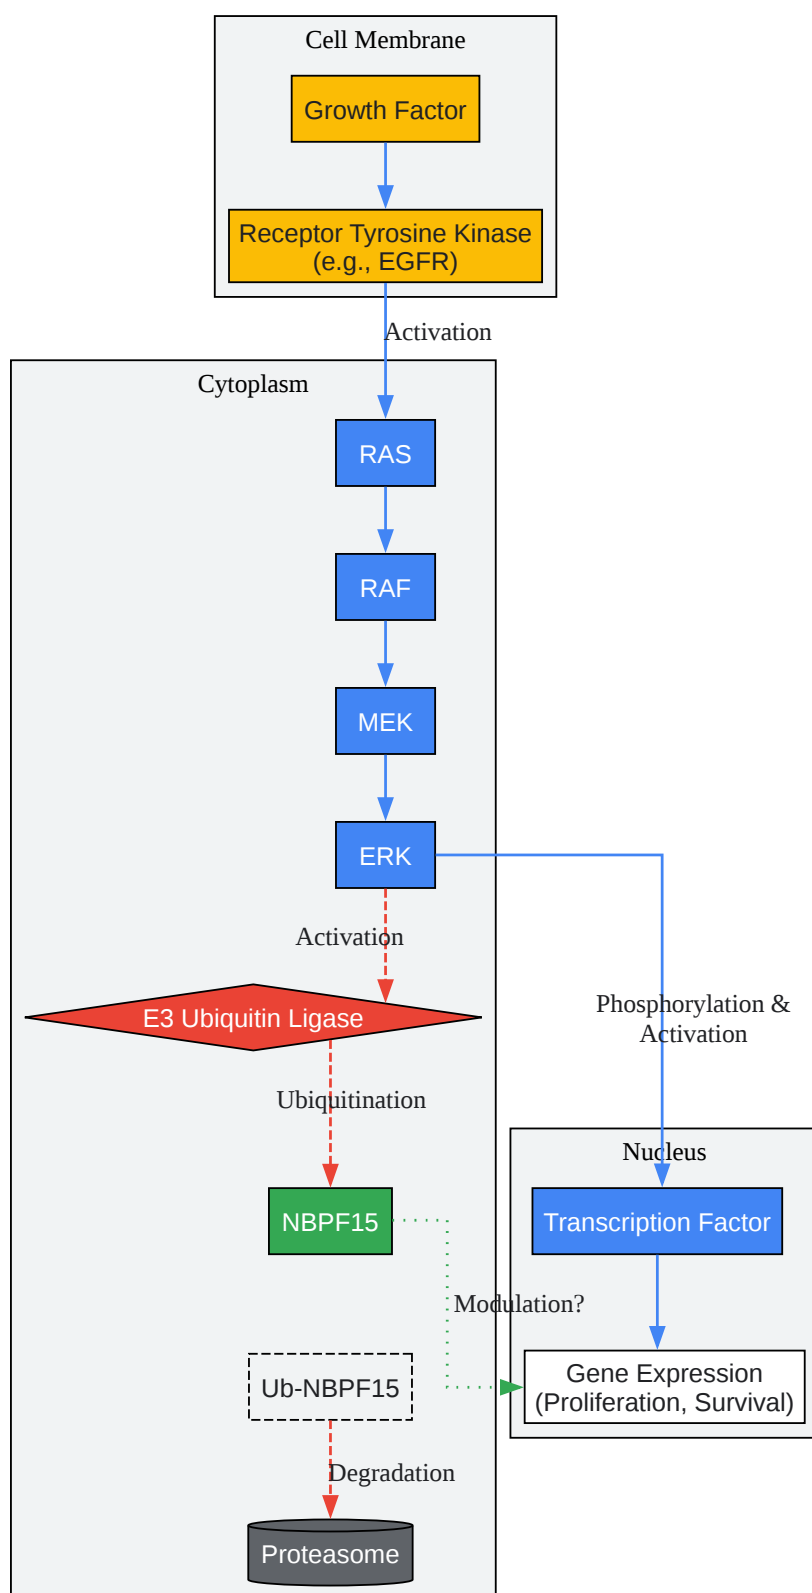 Cell Membrane
Growth Factor
Receptor Tyrosine Kinase
(e.g., EGFR)
Activation
Cytoplasm
RAS
RAF
MEK
ERK
Activation
Phosphorylation &
Activation
E3 Ubiquitin Ligase
Ubiquitination
Nucleus
NBPF15
Transcription Factor
Modulation?
Gene Expression
(Proliferation, Survival)
Ub-NBPF15
Degradation
Proteasome